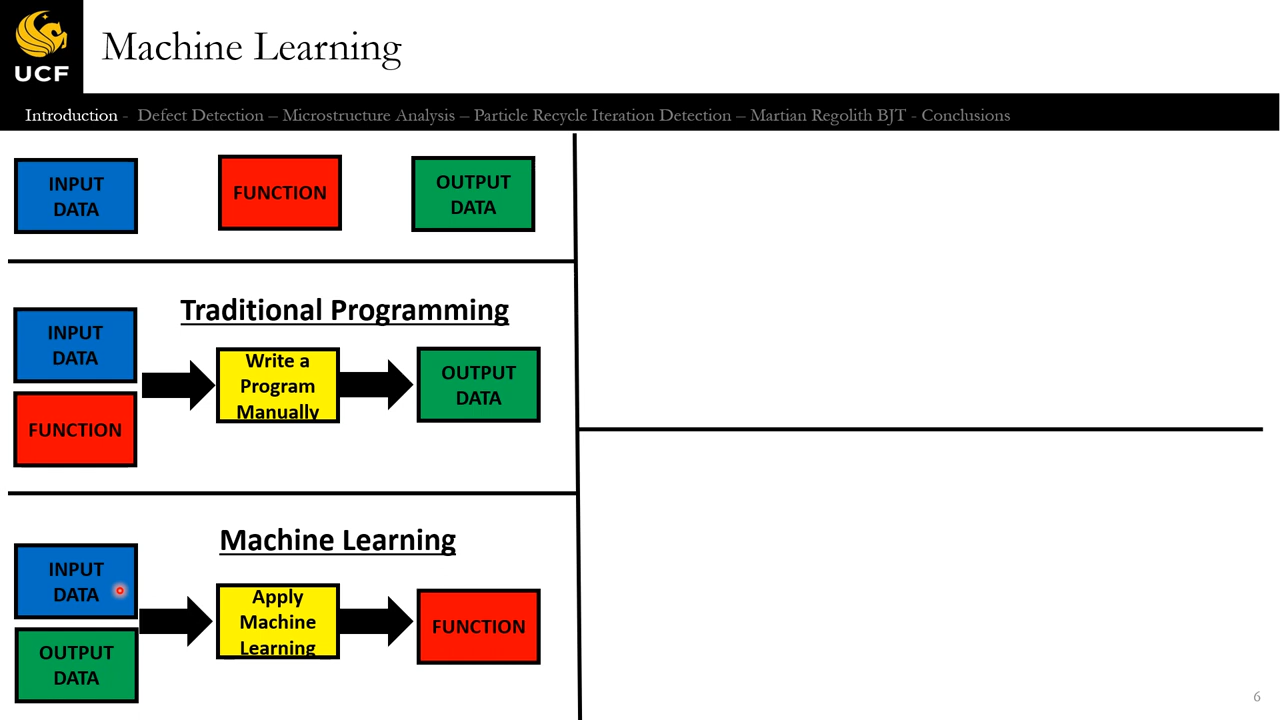 UCF
Machine Learning
Introduction - Defect Detection – Microstructure Analysis – Particle Recycle Iteration Detection – Martian Regolith BJT - Conclusions
INPUT
DATA
FUNCTION
OUTPUT
DATA
Traditional Programming
INPUT
DATA
FUNCTION
Write a
Program
Manually
OUTPUT
DATA
Machine Learning
INPUT
DATA
OUTPUT
DATA
Apply
Machine
Learning
FUNCTION
6